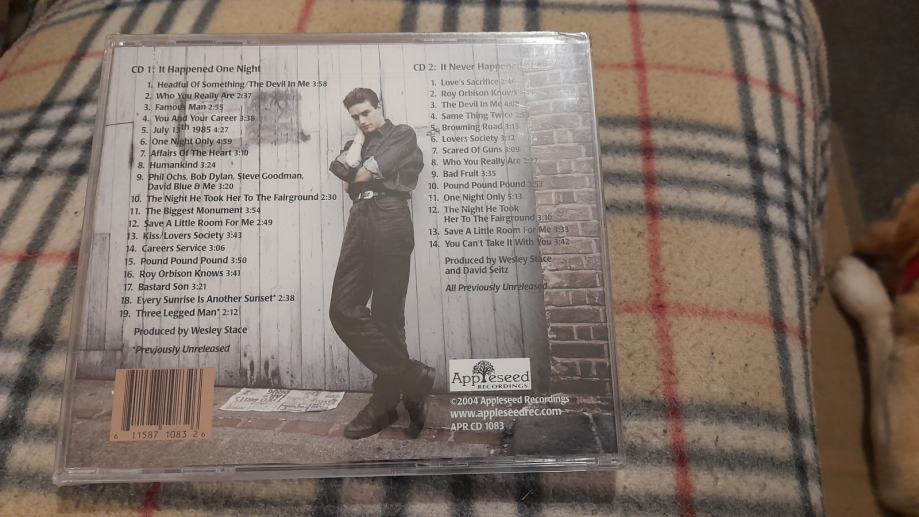 CD 1: It Happened One Night
1. Headful Of Something/The Devil In Me 3:58
2. Who You Really Are 2:37
3. Famous Man 2:55
4. You And Your Career 3:38
5. July 13th 1985 4:27
6. One Night Only 4:59
7. Affairs Of The Heart 3:10
8. Humankind 3:24
9. Phil Ochs, Bob Dylan, Steve Goodman,
David Blue & Me 3:20
10. The Night He Took Her To The Fairground 2:30
11. The Biggest Monument 3:54
12. Save A Little Room For Me 2:49
13. Kiss/Lovers Society 3:43
14. Careers Service 3:06
15. Pound Pound Pound 3:50
16. Roy Orbison Knows 3:41
17. Bastard Son 3:21
18. Every Sunrise Is Another Sunset* 2:38
19. Three Legged Man* 2:12
Produced by Wesley Stace
*Previously Unreleased
6 11587 1083 2 6
CD 2: It Never Happened
1. Love's Sacrifice
2. Roy Orbison Knows
3. The Devil In Me
4. Same Thing Twice
5. Browning Road 3:13
6. Lovers Society 3:12
7. Scared Of Guns 3:09
8. Who You Really Are
9. Bad Fruit 3:35
10. Pound Pound Pound
11. One Night Only 5:13
12. The Night He Took
Her To The Fairground
13. Save A Little Room For Me 3:33
14. You Can't Take It With You 3:42
Produced by Wesley Stace
and David Seitz
All Previously Unreleased
Appleseed
RECORDINGS
©2004 Appleseed Recordings
www.appleseedrec.com
APR CD 1083